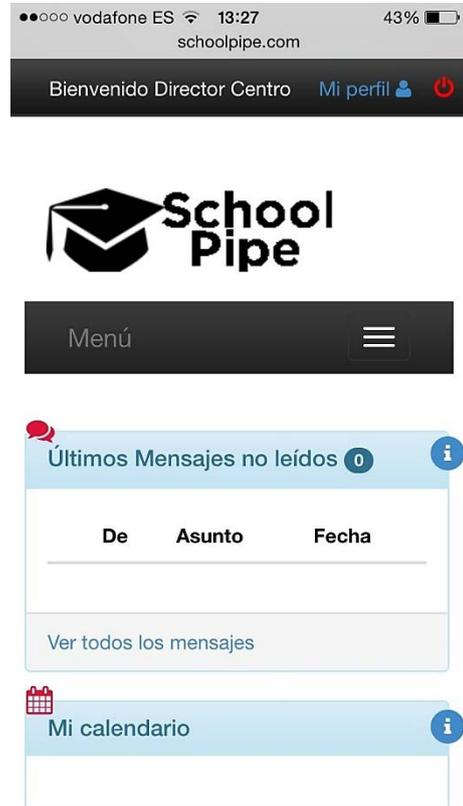 vodafone ES 13:27 43%
schoolpipe.com
Bienvenido Director Centro Mi perfil
School
Pipe
Menú
Últimos Mensajes no leídos 0
De Asunto Fecha
Ver todos los mensajes
Mi calendario